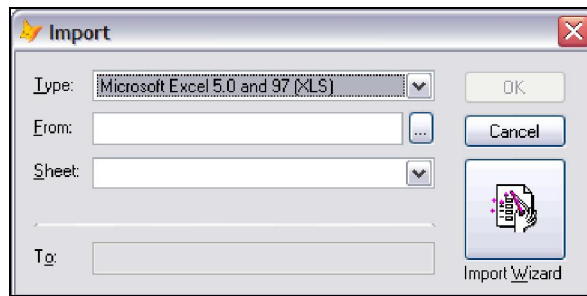 Import
Type: Microsoft Excel 5.0 and 97 (XLS) OK
From: ... Cancel
Sheet:
To:
Import Wizard